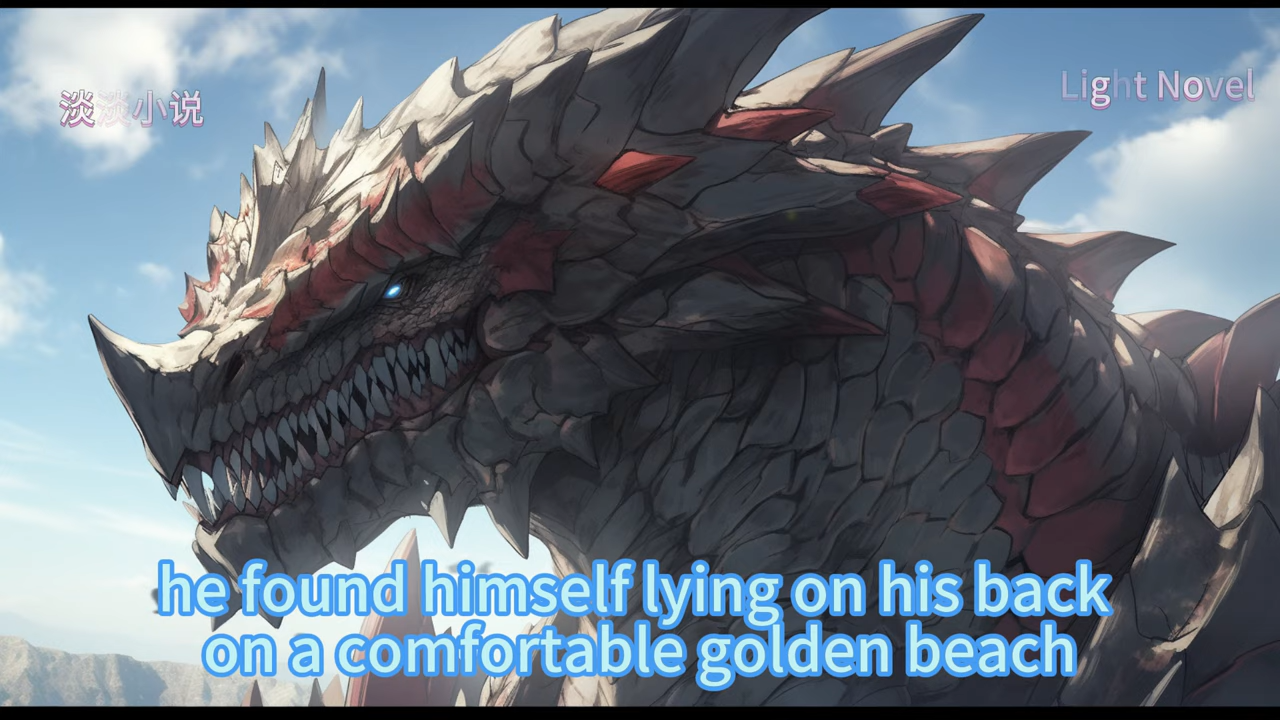 淡淡小说
Light Novel
he found himself lying on his back
on a comfortable golden beach